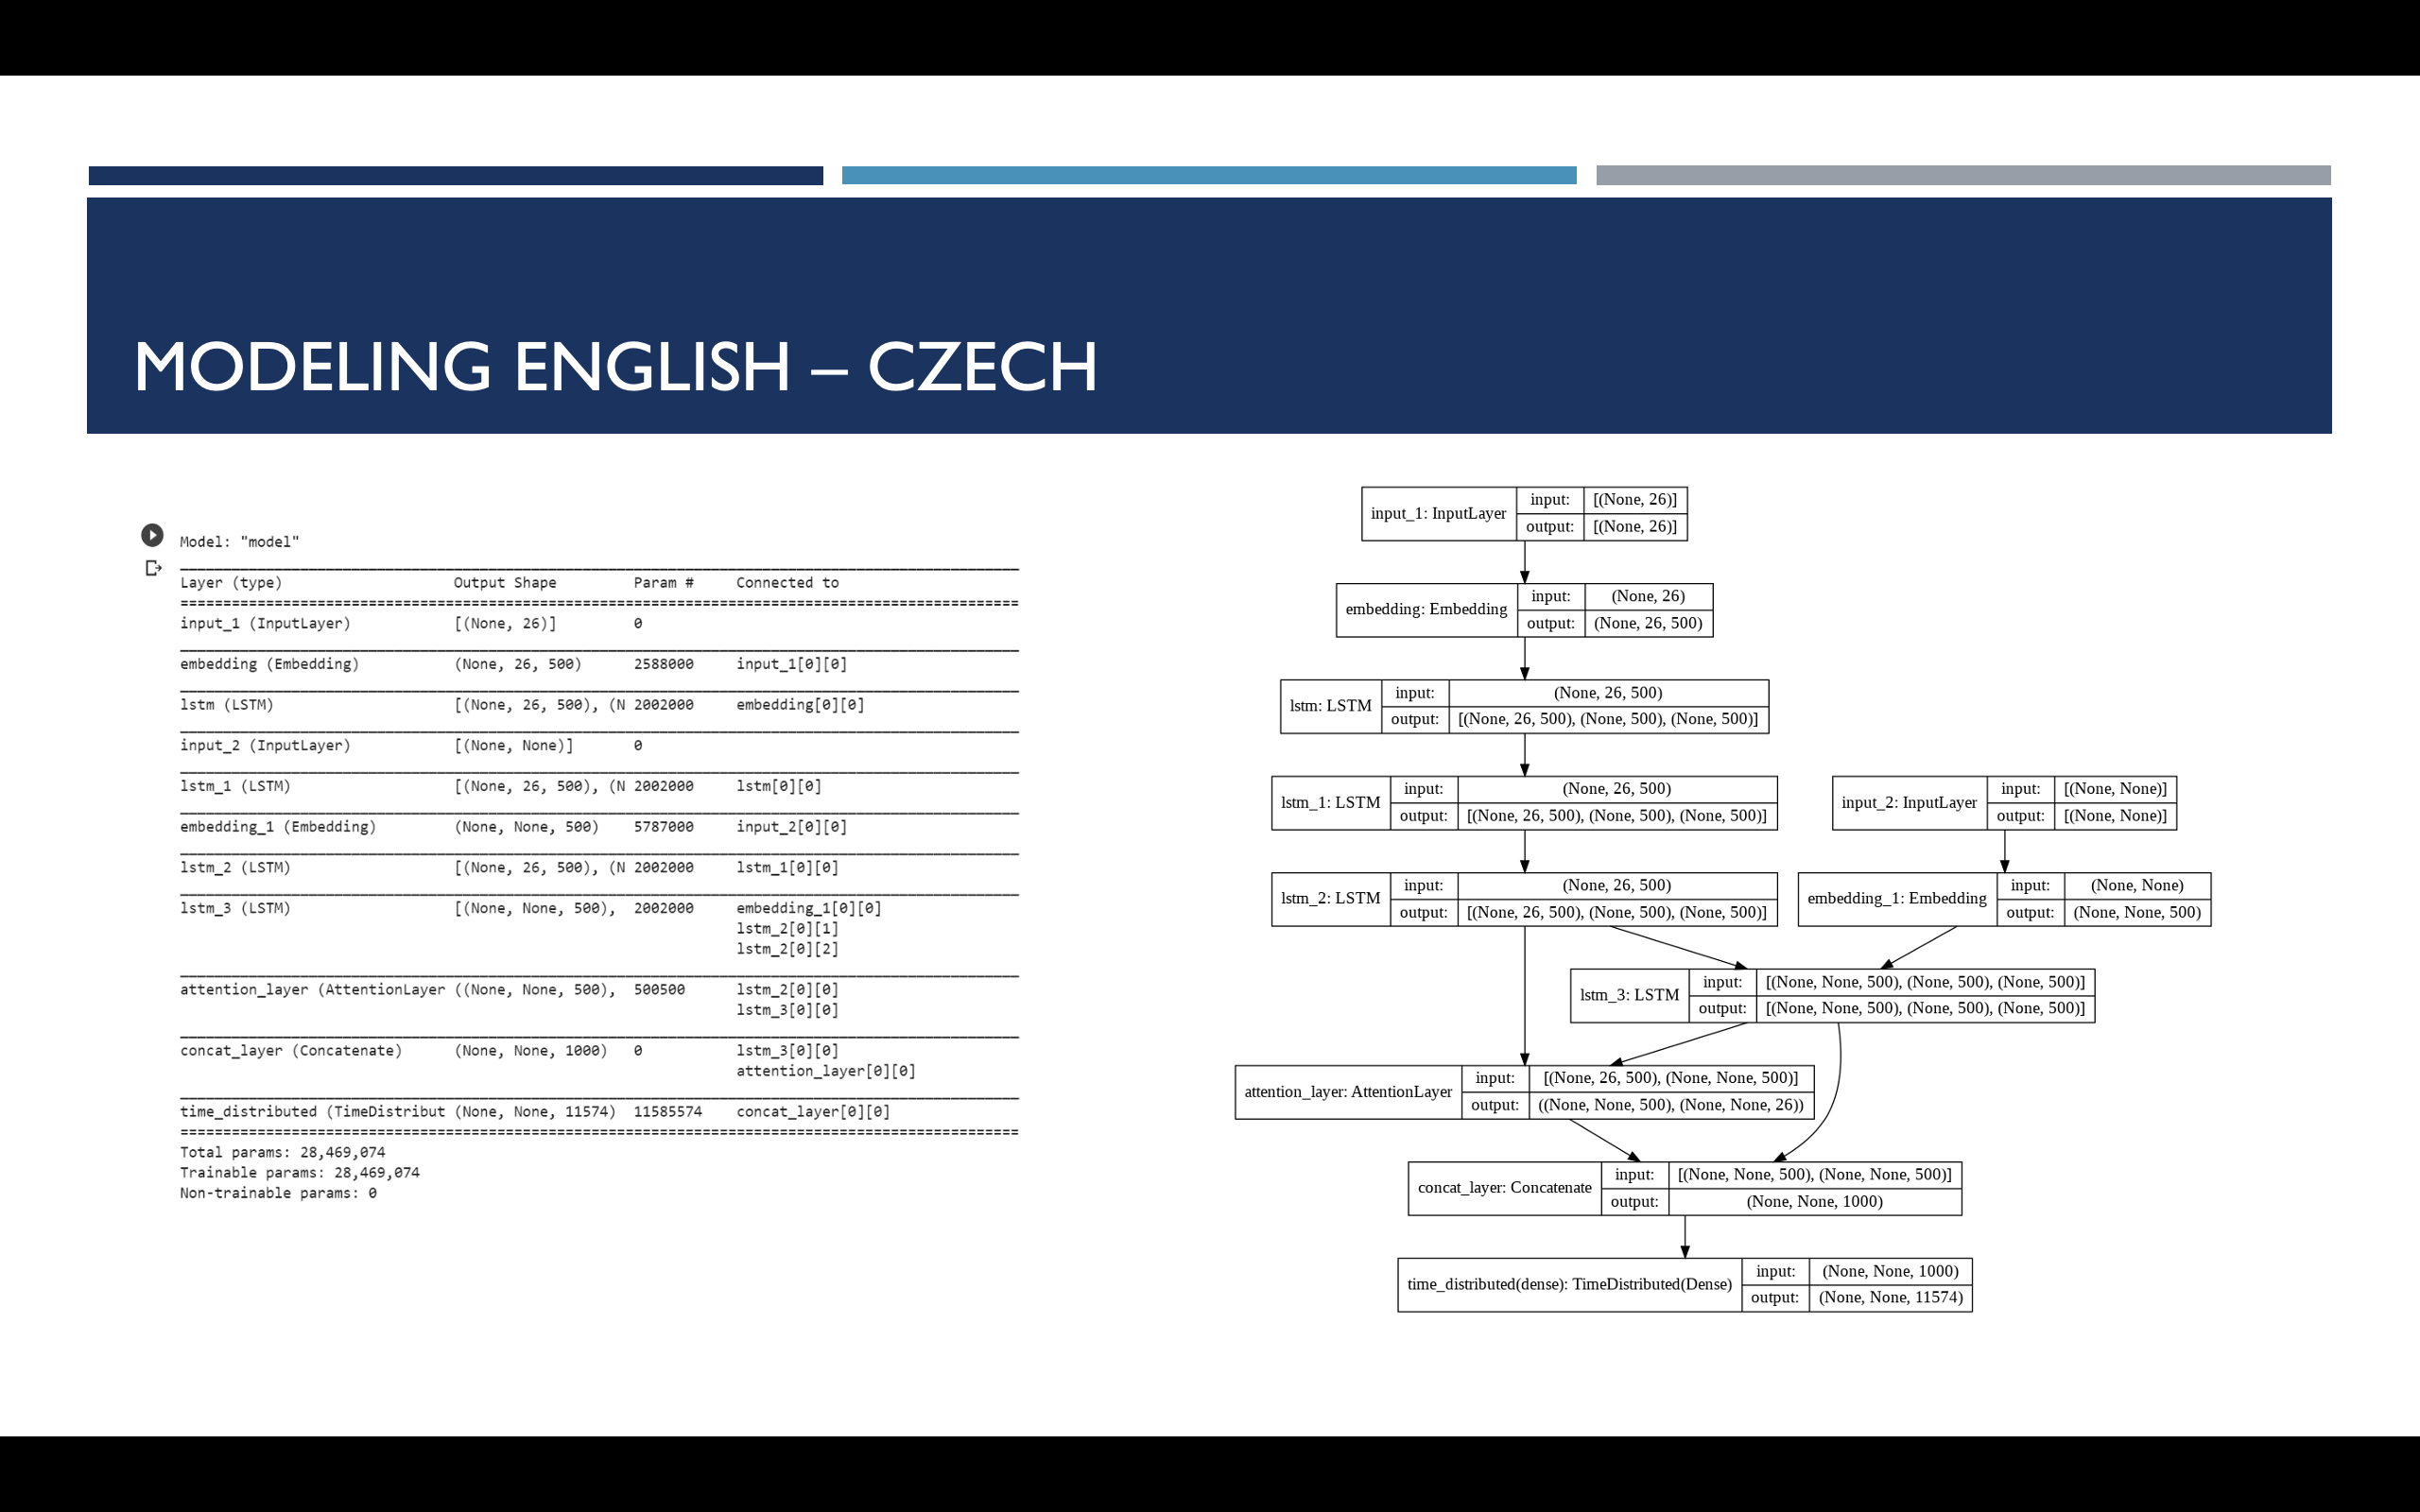 MODELING ENGLISH – CZECH
Model: "model"
Layer (type) Output Shape Param # Connected to
input_1 (InputLayer) [(None, 26)] 0
embedding (Embedding) (None, 26, 500) 2588000 input_1[0][0]
lstm (LSTM) [(None, 26, 500), (N 2002000 embedding[0][0]
input_2 (InputLayer) [(None, None)] 0
lstm_1 (LSTM) [(None, 26, 500), (N 2002000 lstm[0][0]
embedding_1 (Embedding) (None, None, 500) 5787000 input_2[0][0]
lstm_2 (LSTM) [(None, 26, 500), (N 2002000 lstm_1[0][0]
lstm_3 (LSTM) [(None, None, 500), 2002000 embedding_1[0][0]
lstm_2[0][1]
lstm_2[0][2]
attention_layer (AttentionLayer ((None, None, 500), 500500 lstm_2[0][0]
lstm_3[0][0]
concat_layer (Concatenate) (None, None, 1000) 0 lstm_3[0][0]
attention_layer[0][0]
time_distributed (TimeDistribut (None, None, 11574) 11585574 concat_layer[0][0]
Total params: 28,469,074
Trainable params: 28,469,074
Non-trainable params: 0
input_1: InputLayer
input: [(None, 26)]
output: [(None, 26)]
embedding: Embedding
input: (None, 26)
output: (None, 26, 500)
lstm: LSTM
input: (None, 26, 500)
output: [(None, 26, 500), (None, 500), (None, 500)]
lstm_1: LSTM
input: (None, 26, 500)
output: [(None, 26, 500), (None, 500), (None, 500)]
input_2: InputLayer
input: [(None, None)]
output: [(None, None)]
lstm_2: LSTM
input: (None, 26, 500)
output: [(None, 26, 500), (None, 500), (None, 500)]
embedding_1: Embedding
input: (None, None)
output: (None, None, 500)
lstm_3: LSTM
input: [(None, None, 500), (None, 500), (None, 500)]
output: [(None, None, 500), (None, 500), (None, 500)]
attention_layer: AttentionLayer
input: [(None, 26, 500), (None, None, 500)]
output: ((None, None, 500), (None, None, 26))
concat_layer: Concatenate
input: [(None, None, 500), (None, None, 500)]
output: (None, None, 1000)
time_distributed(dense): TimeDistributed(Dense)
input: (None, None, 1000)
output: (None, None, 11574)